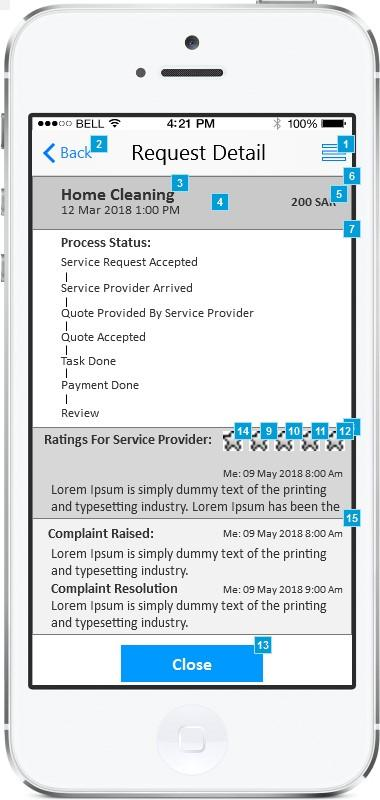 ●●●○○ BELL 4:21 PM 100%
1
2
Back Request Detail
3
6
Home Cleaning
4
5
200 SAR
12 Mar 2018 1:00 PM
7
Process Status:
Service Request Accepted
Service Provider Arrived
Quote Provided By Service Provider
Quote Accepted
Task Done
Payment Done
Review
14 9 10 11 12
Ratings For Service Provider:
Me: 09 May 2018 8:00 Am
Lorem Ipsum is simply dummy text of the printing
and typesetting industry. Lorem Ipsum has been the
15
Complaint Raised: Me: 09 May 2018 8:00 Am
Lorem Ipsum is simply dummy text of the printing
and typesetting industry.
Complaint Resolution Me: 09 May 2018 9:00 Am
Lorem Ipsum is simply dummy text of the printing
and typesetting industry.
13
Close